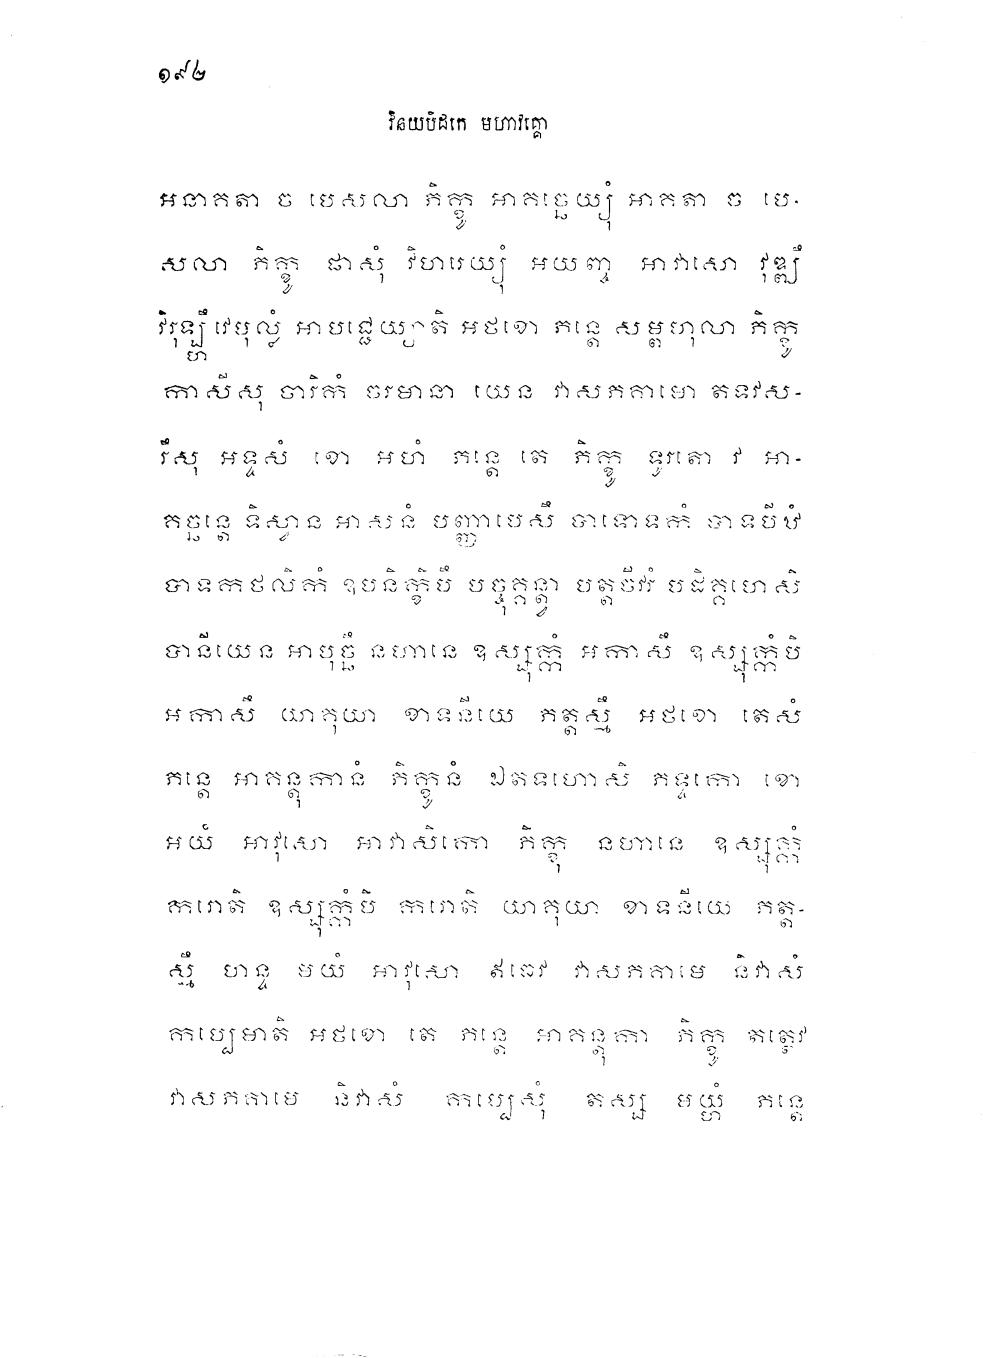 ១៩២
វិនយបិដកេ មហាវគ្គោ
អនាគតា ច បេសលា ភិក្ខូ អាគច្ឆេយ្យុំ អាគតា ច បេ-
សលា ភិក្ខូ ផាសុំ វិហរេយ្យុំ អយញ្ច អាវាសោ វុឌ្ឍឹ
វិរុឡ្ហឹ វេបុល្លំ អាបជ្ជេយ្យាតិ អថខោ ភន្តេ សម្ពហុលា ភិក្ខូ
កាសីសុ ចារិកំ ចរមានា យេន វាសភគាមោ តទវស-
រឹសុ អទ្ទសំ ខោ អហំ ភន្តេ តេ ភិក្ខូ ទូរតោ វ អា-
គច្ឆន្តេ ទិស្វាន អាសនំ បញ្ញាបេសឹ បាទោទកំ បាទបីឋំ
បាទកថលិកំ ឧបនិក្ខិបឹ បច្ចុគ្គន្ត្វា បត្តចីវរំ បដិគ្គហេសិ
បានីយេន អាបុច្ឆឹ នហានេ ឧស្សុក្កំ អកាសឹ ឧស្សុក្កំបិ
អកាសឹ យាគុយា ខាទនីយេ ភត្តស្មឹ អថខោ តេសំ
ភន្តេ អាគន្តុកានំ ភិក្ខូនំ ឯតទហោសិ ភទ្ទកោ ខោ
អយំ អាវុសោ អាវាសិកោ ភិក្ខុ នហានេ ឧស្សុក្កំ
ករោតិ ឧស្សុក្កំបិ ករោតិ យាគុយា ខាទនីយេ ភត្ត-
ស្មឹ ហន្ទ មយំ អាវុសោ ឥធេវ វាសភគាមេ និវាសំ
កប្បេមាតិ អថខោ តេ ភន្តេ អាគន្តុកា ភិក្ខូ តត្ថេវ
វាសភគាមេ និវាសំ កប្បេសុំ តស្ស មយ្ហំ ភន្តេ